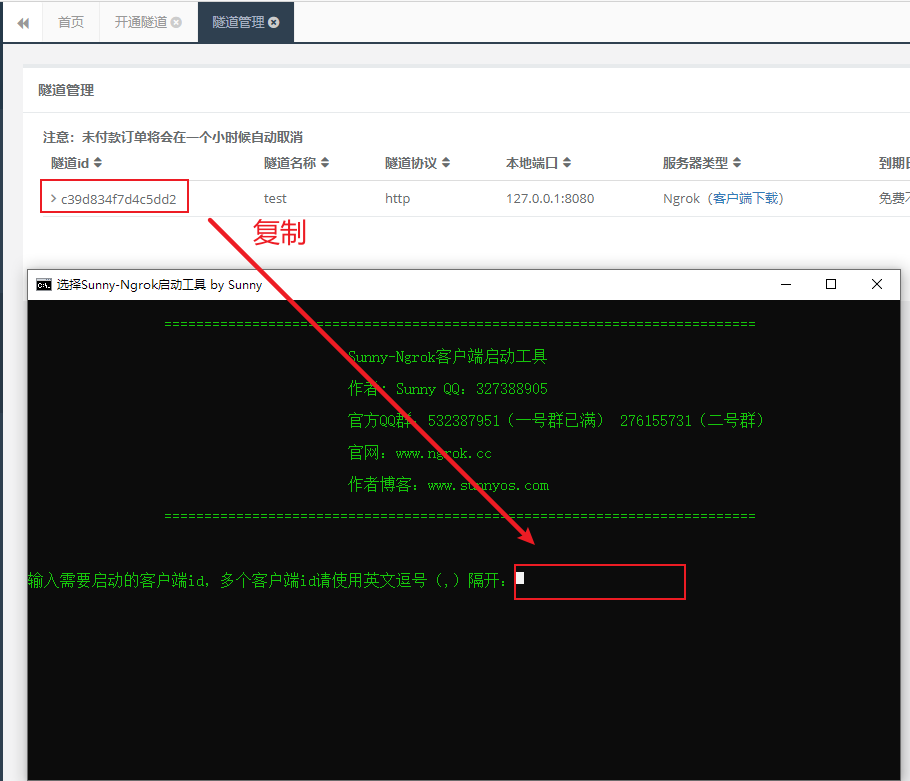 首页 开通隧道 隧道管理
隧道管理
注意：未付款订单将会在一个小时候自动取消
隧道id 隧道名称 隧道协议 本地端口 服务器类型 到期
c39d834f7d4c5dd2 test http 127.0.0.1:8080 Ngrok（客户端下载） 免费
复制
选择Sunny-Ngrok启动工具 by Sunny
==========================================================================
Sunny-Ngrok客户端启动工具
作者：Sunny QQ：327388905
官方QQ群：532387951（一号群已满） 276155731（二号群）
官网：www.ngrok.cc
作者博客：www.sunnyos.com
==========================================================================
输入需要启动的客户端id，多个客户端id请使用英文逗号（,）隔开：